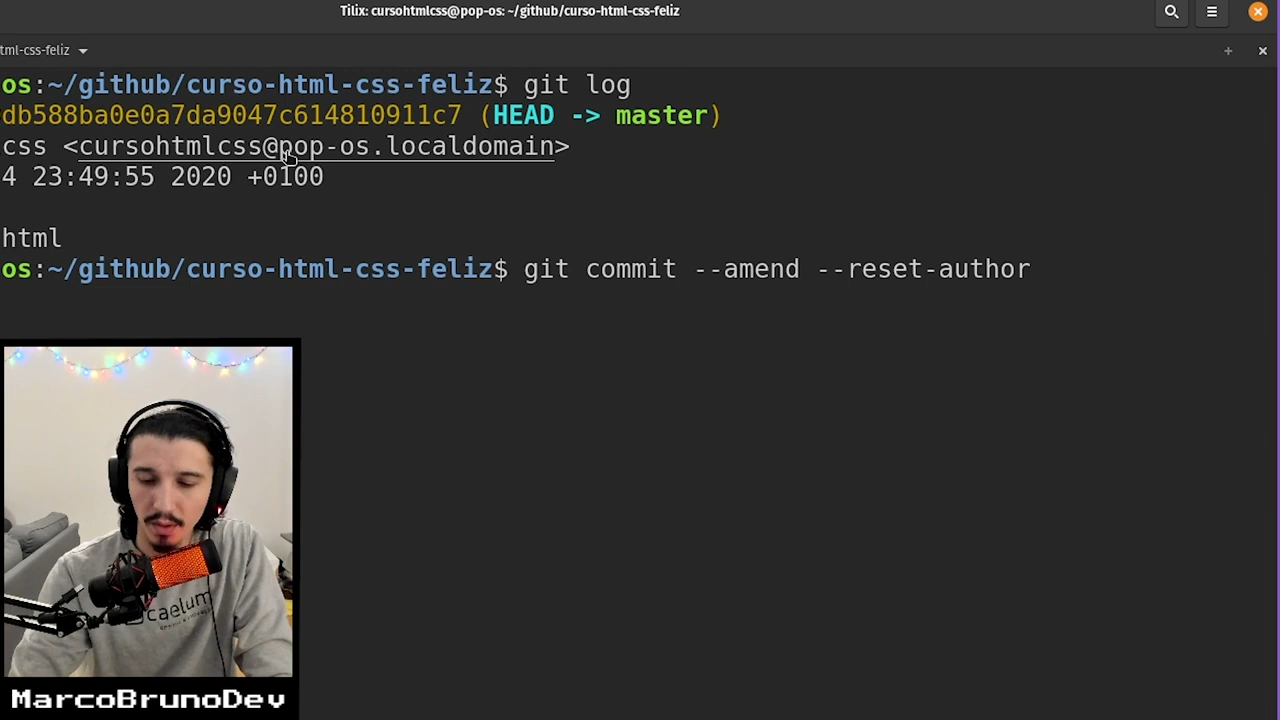 Tilix: cursohtmlcss@pop-os: ~/github/curso-html-css-feliz
tml-css-feliz
os:~/github/curso-html-css-feliz$ git log
db588ba0e0a7da9047c614810911c7 (HEAD -> master)
css <cursohtmlcss@pop-os.localdomain>
4 23:49:55 2020 +0100
html
os:~/github/curso-html-css-feliz$ git commit --amend --reset-author
caelum
MarcoBrunoDev